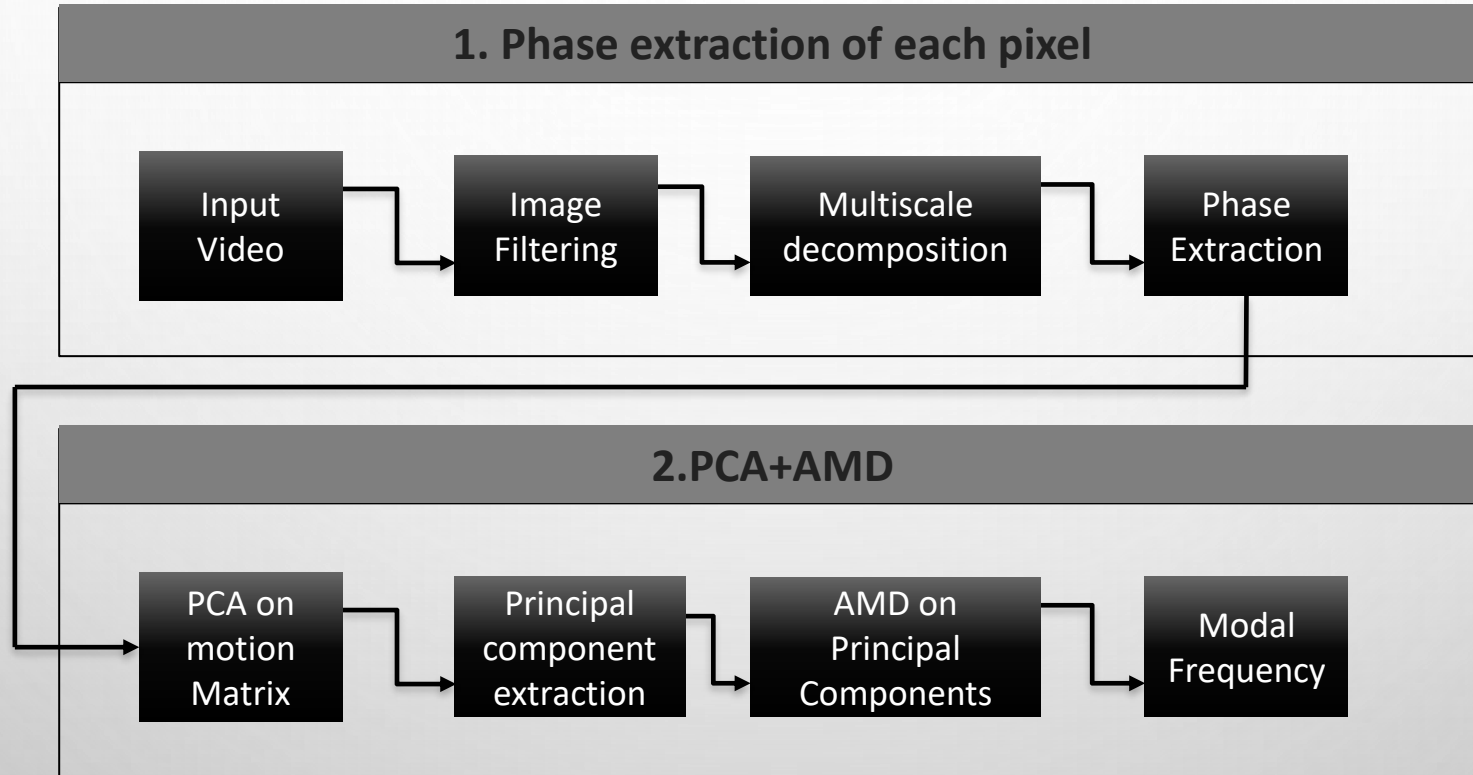 1. Phase extraction of each pixel
Input
Video
Image
Filtering
Multiscale
decomposition
Phase
Extraction
2.PCA+AMD
PCA on
motion
Matrix
Principal
component
extraction
AMD on
Principal
Components
Modal
Frequency